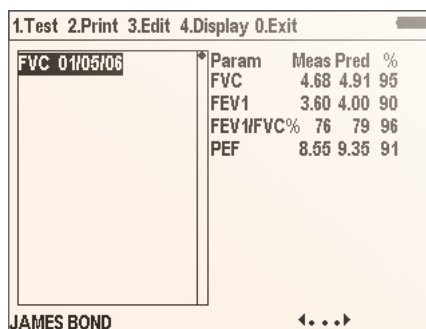 1.Test 2.Print 3.Edit 4.Display 0.Exit
FVC 01/05/06
Param Meas Pred %
FVC 4.68 4.91 95
FEV1 3.60 4.00 90
FEV1/FVC% 76 79 96
PEF 8.55 9.35 91
JAMES BOND